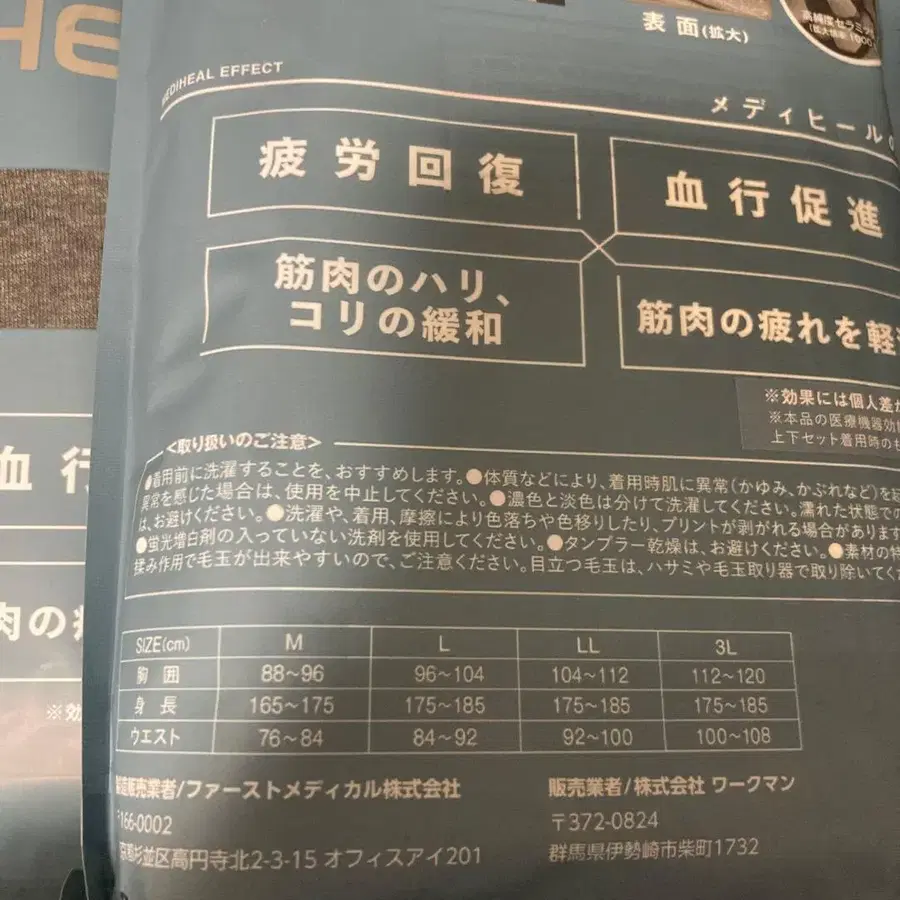 HE
表面(拡大)
高純度セラミッ
(拡大倍率 1000
MEDIHEAL EFFECT
メディヒールの
疲労回復
血行促進
筋肉のハリ、
コリの緩和
筋肉の疲れを軽
※効果には個人差が
※本品の医療機器効
上下セット着用時のも
<取り扱いのご注意>
●着用前に洗濯することを、おすすめします。●体質などにより、着用時肌に異常(かゆみ、かぶれなど)を
異常を感じた場合は、使用を中止してください。●濃色と淡色は分けて洗濯してください。濡れた状態での
は、お避けください。●洗濯や、着用、摩擦により色落ちや色移りしたり、プリントが剥がれる場合があります
●蛍光増白剤の入っていない洗剤を使用してください。●タンブラー乾燥は、お避けください。●素材の特
揉み作用で毛玉が出来やすいので、ご注意ください。目立つ毛玉は、ハサミや毛玉取り器で取り除いてくだ
SIZE(cm) M L LL 3L
胸囲 88~96 96~104 104~112 112~120
身長 165~175 175~185 175~185 175~185
ウエスト 76~84 84~92 92~100 100~108
製造販売業者/ファーストメディカル株式会社
〒166-0002
京都杉並区高円寺北2-3-15 オフィスアイ201
販売業者/株式会社 ワークマン
〒372-0824
群馬県伊勢崎市柴町1732
血行
肉の
※効